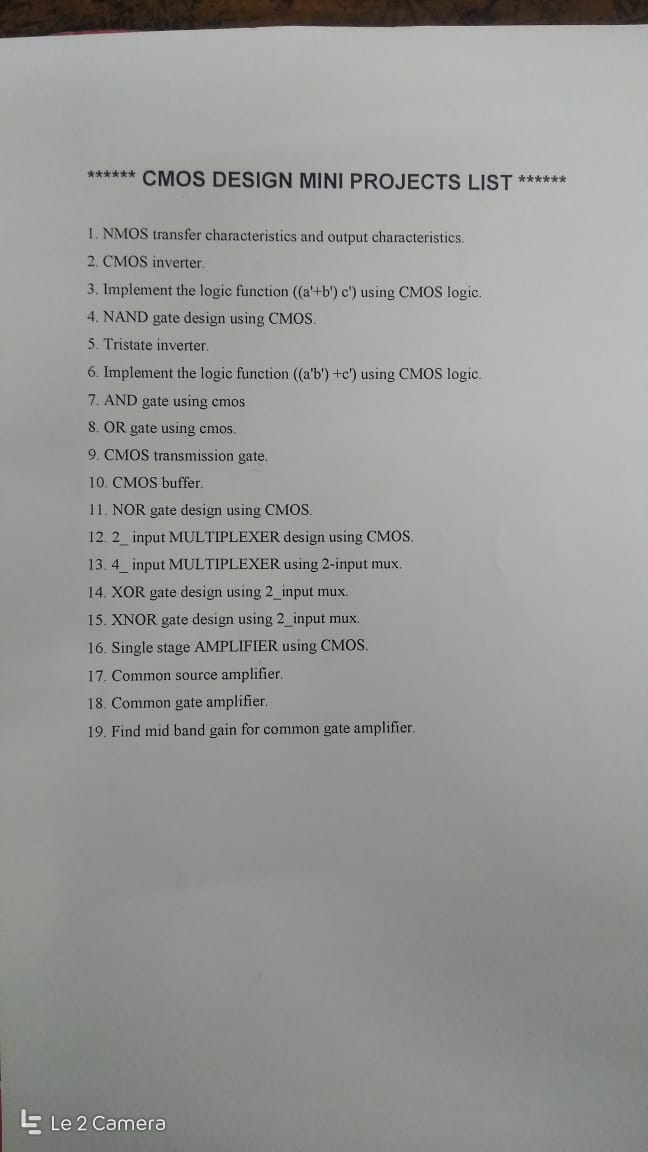 ****** CMOS DESIGN MINI PROJECTS LIST ******
1. NMOS transfer characteristics and output characteristics.
2. CMOS inverter.
3. Implement the logic function ((a'+b') c') using CMOS logic.
4. NAND gate design using CMOS.
5. Tristate inverter.
6. Implement the logic function ((a'b') +c') using CMOS logic.
7. AND gate using cmos
8. OR gate using cmos.
9. CMOS transmission gate.
10. CMOS buffer.
11. NOR gate design using CMOS.
12. 2_ input MULTIPLEXER design using CMOS.
13. 4_ input MULTIPLEXER using 2-input mux.
14. XOR gate design using 2_input mux.
15. XNOR gate design using 2_input mux.
16. Single stage AMPLIFIER using CMOS.
17. Common source amplifier.
18. Common gate amplifier.
19. Find mid band gain for common gate amplifier.
Le 2 Camera